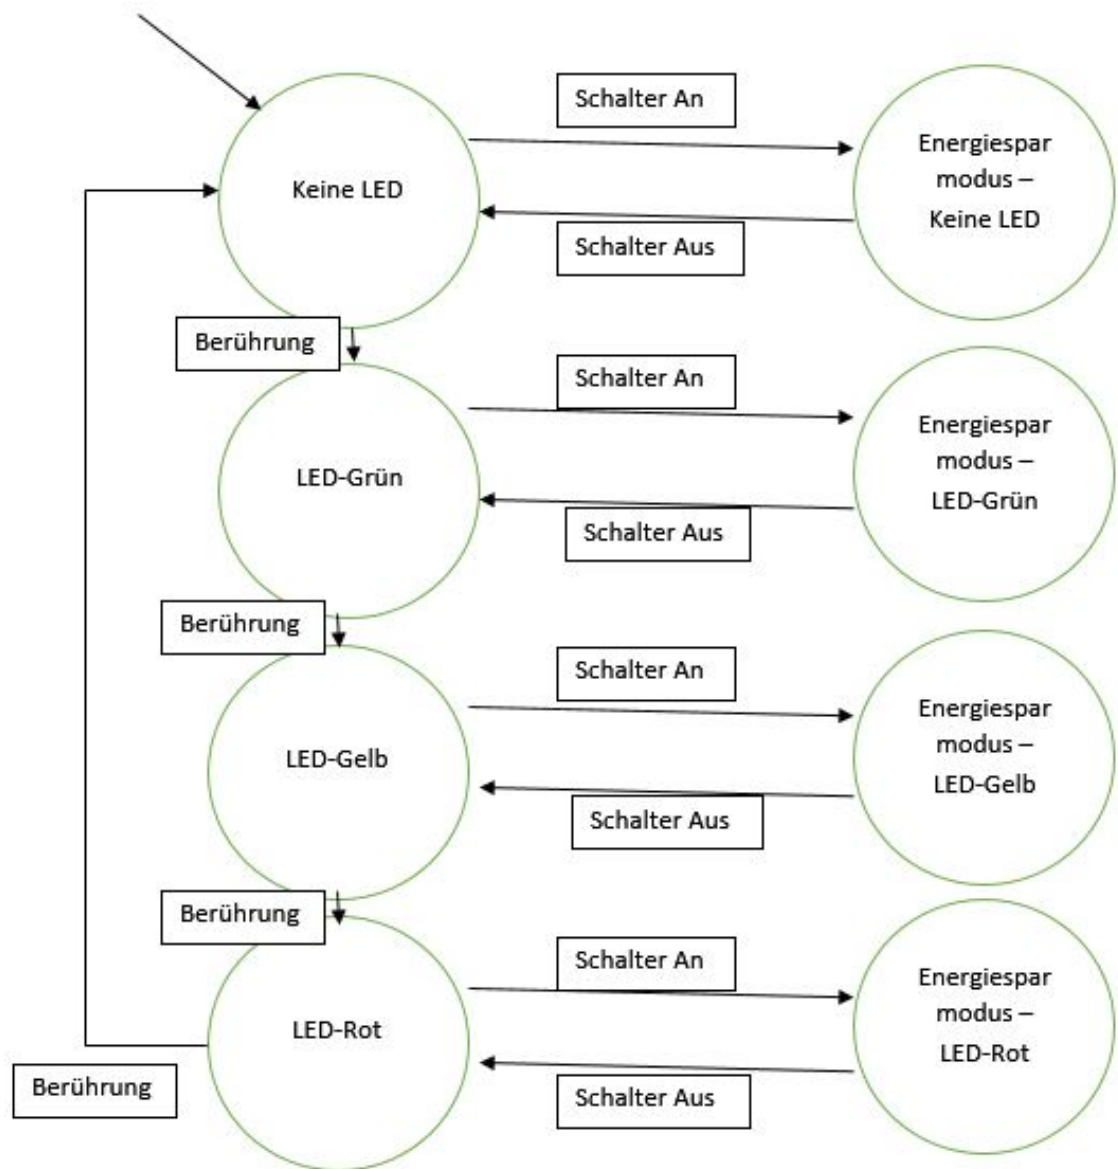 Schalter An
Keine LED
Energiespar
modus –
Keine LED
Schalter Aus
Berührung
Schalter An
LED-Grün
Energiespar
modus –
LED-Grün
Schalter Aus
Berührung
Schalter An
LED-Gelb
Energiespar
modus –
LED-Gelb
Schalter Aus
Berührung
Schalter An
LED-Rot
Energiespar
modus –
LED-Rot
Berührung
Schalter Aus